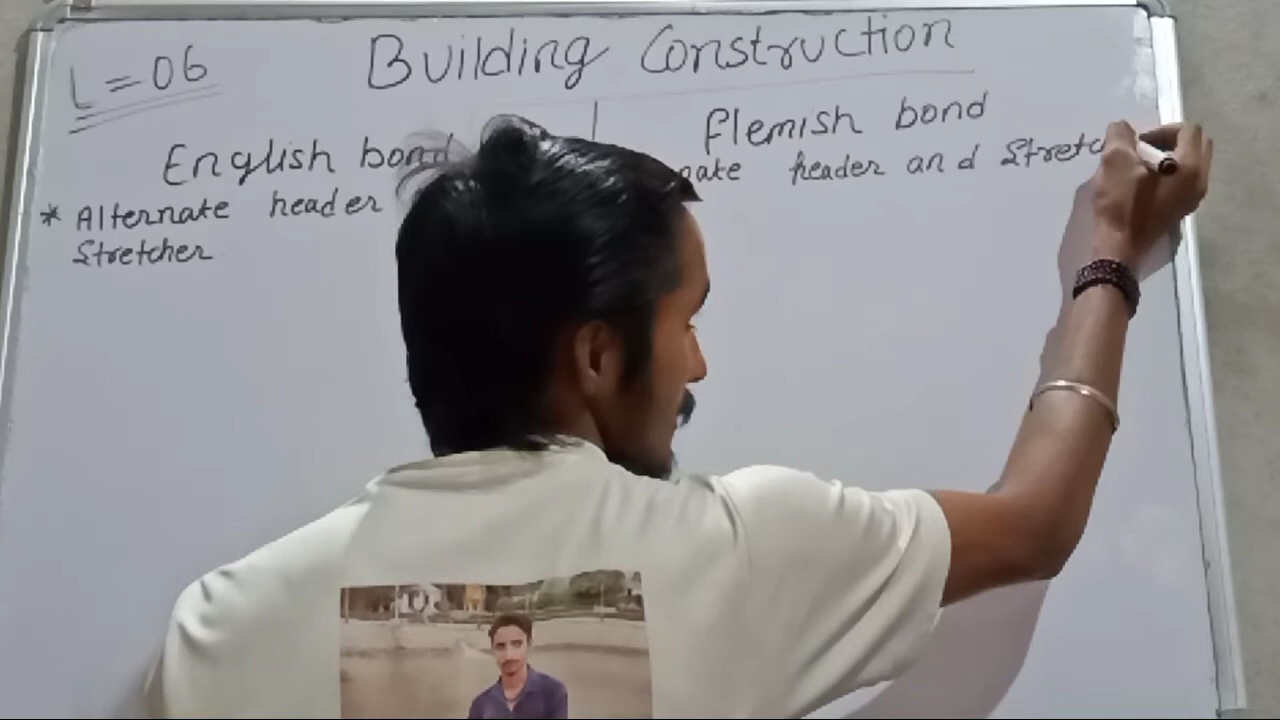 L = 06
Building Construction
English bond
* Alternate header
Stretcher
Flemish bond
header and